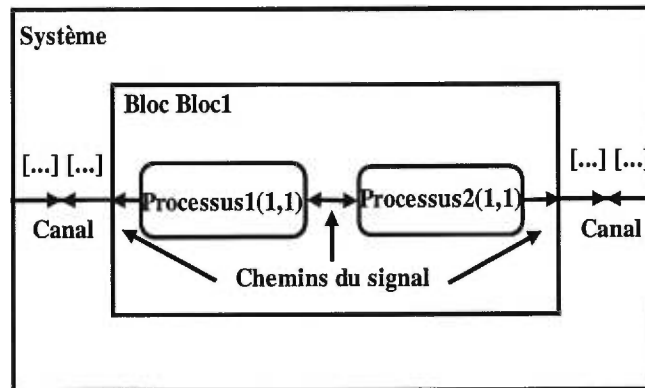 Système
Bloc Bloc1
[...] [...]
[...] [...]
Processus1(1,1)
Processus2(1,1)
Canal
Canal
Chemins du signal